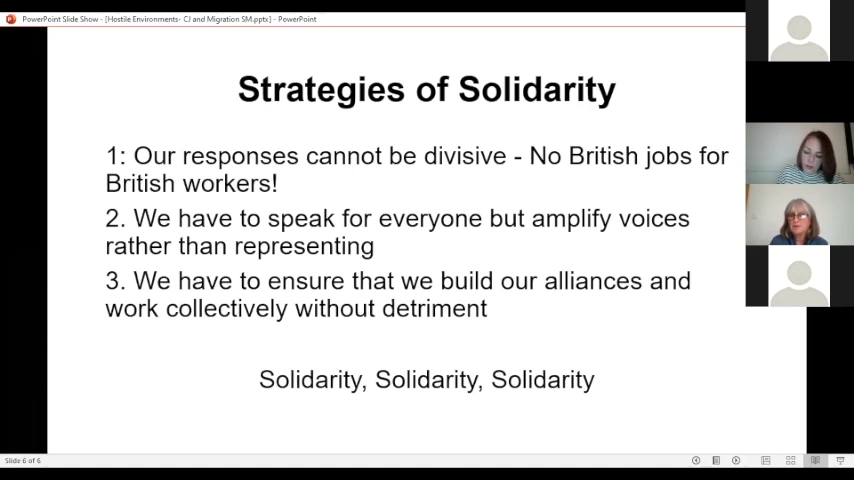 PowerPoint Slide Show - [Hostile Environments- CJ and Migration SM.pptx] - PowerPoint
Strategies of Solidarity
1: Our responses cannot be divisive - No British jobs for
British workers!
2. We have to speak for everyone but amplify voices
rather than representing
3. We have to ensure that we build our alliances and
work collectively without detriment
Solidarity, Solidarity, Solidarity
Slide 6 of 6